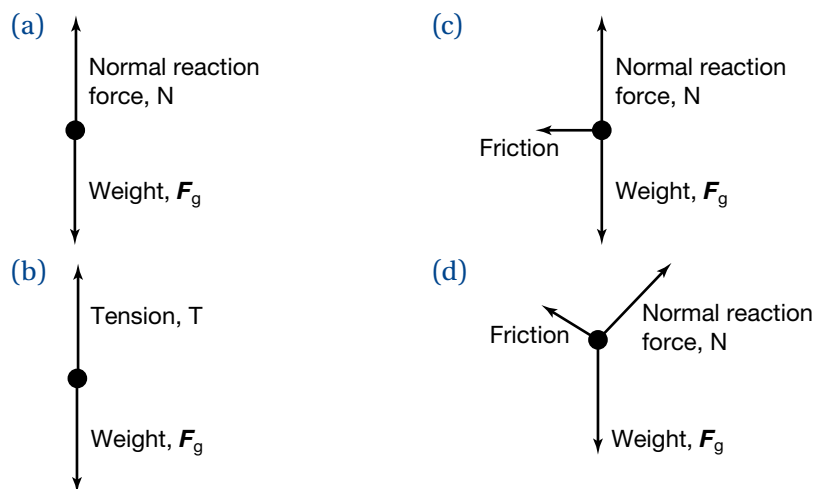 (a)
Normal reaction
force, N
Weight, Fg
(b)
Tension, T
Weight, Fg
(c)
Normal reaction
force, N
Friction
Weight, Fg
(d)
Friction
Normal reaction
force, N
Weight, Fg